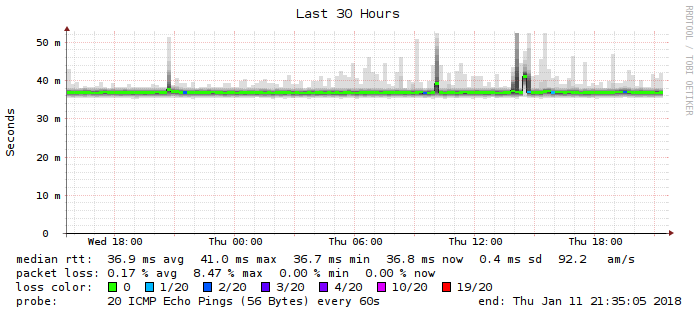 Last 30 Hours
RRDTOOL / TOBI OETIKER
Seconds
50 m
40 m
30 m
20 m
10 m
0
Wed 18:00 Thu 00:00 Thu 06:00 Thu 12:00 Thu 18:00
median rtt: 36.9 ms avg 41.0 ms max 36.7 ms min 36.8 ms now 0.4 ms sd 92.2 am/s
packet loss: 0.17 % avg 8.47 % max 0.00 % min 0.00 % now
loss color: 0 1/20 2/20 3/20 4/20 10/20 19/20
probe: 20 ICMP Echo Pings (56 Bytes) every 60s end: Thu Jan 11 21:35:05 2018